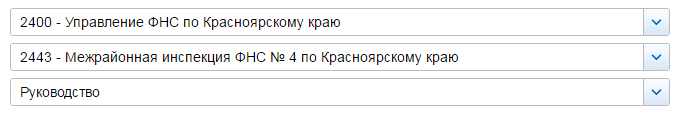 2400 - Управление ФНС по Красноярскому краю
2443 - Межрайонная инспекция ФНС № 4 по Красноярскому краю
Руководство